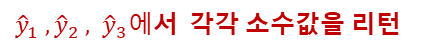 ŷ₁ ,ŷ₂ , ŷ₃에서 각각 소수값을 리턴